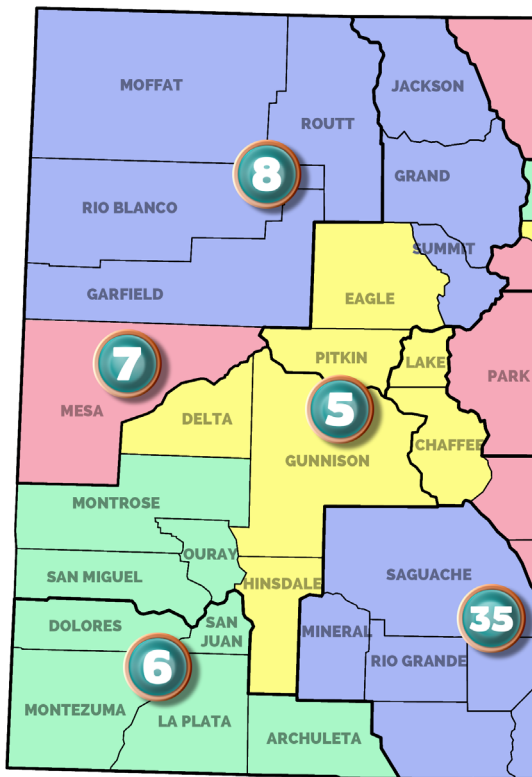 MOFFAT
JACKSON
ROUTT
8
GRAND
RIO BLANCO
SUMMIT
GARFIELD
EAGLE
7
PITKIN
LAKE
PARK
MESA
5
DELTA
CHAFFEE
GUNNISON
MONTROSE
OURAY
SAN MIGUEL
HINSDALE
SAGUACHE
35
DOLORES
SAN
JUAN
MINERAL
6
RIO GRANDE
MONTEZUMA
LA PLATA
ARCHULETA